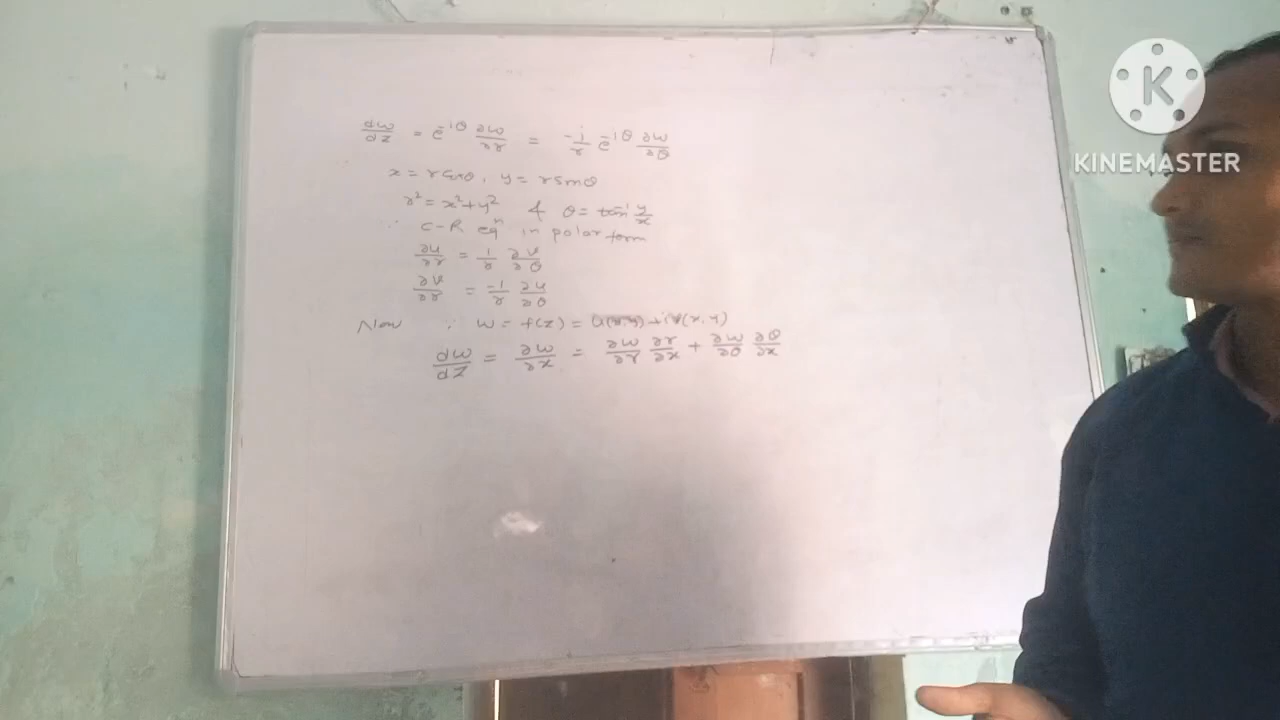 dw/dz = e^-iθ ∂w/∂r = -i/r e^-iθ ∂w/∂θ
x = r cosθ, y = r sinθ
r² = x² + y² & θ = tan⁻¹ y/x
∴ C-R eqⁿ in polar form
∂u/∂r = 1/r ∂v/∂θ
∂v/∂r = -1/r ∂u/∂θ
Now ∵ w = f(z) = u(x,y) + iv(x,y)
dw/dz = ∂w/∂x = ∂w/∂r ∂r/∂x + ∂w/∂θ ∂θ/∂x
KINEMASTER